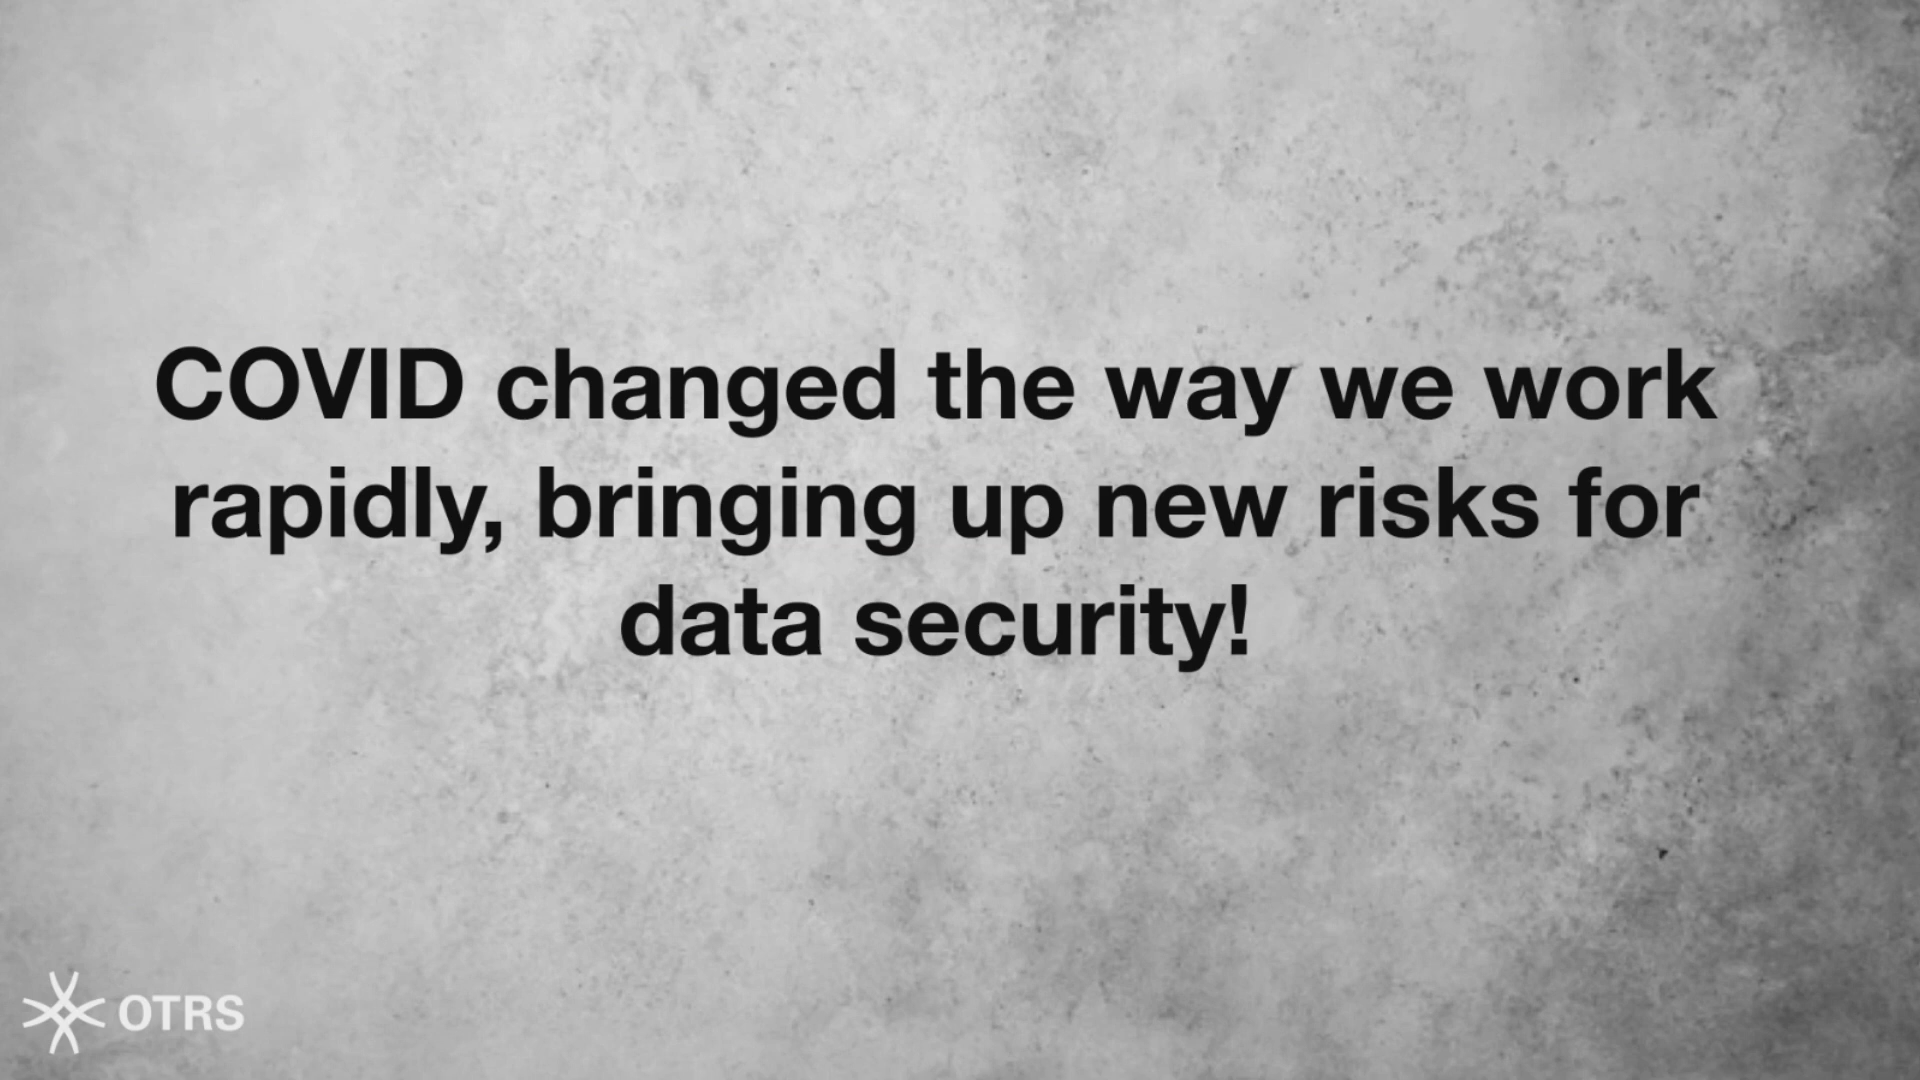 COVID changed the way we work
rapidly, bringing up new risks for
data security!
OTRS